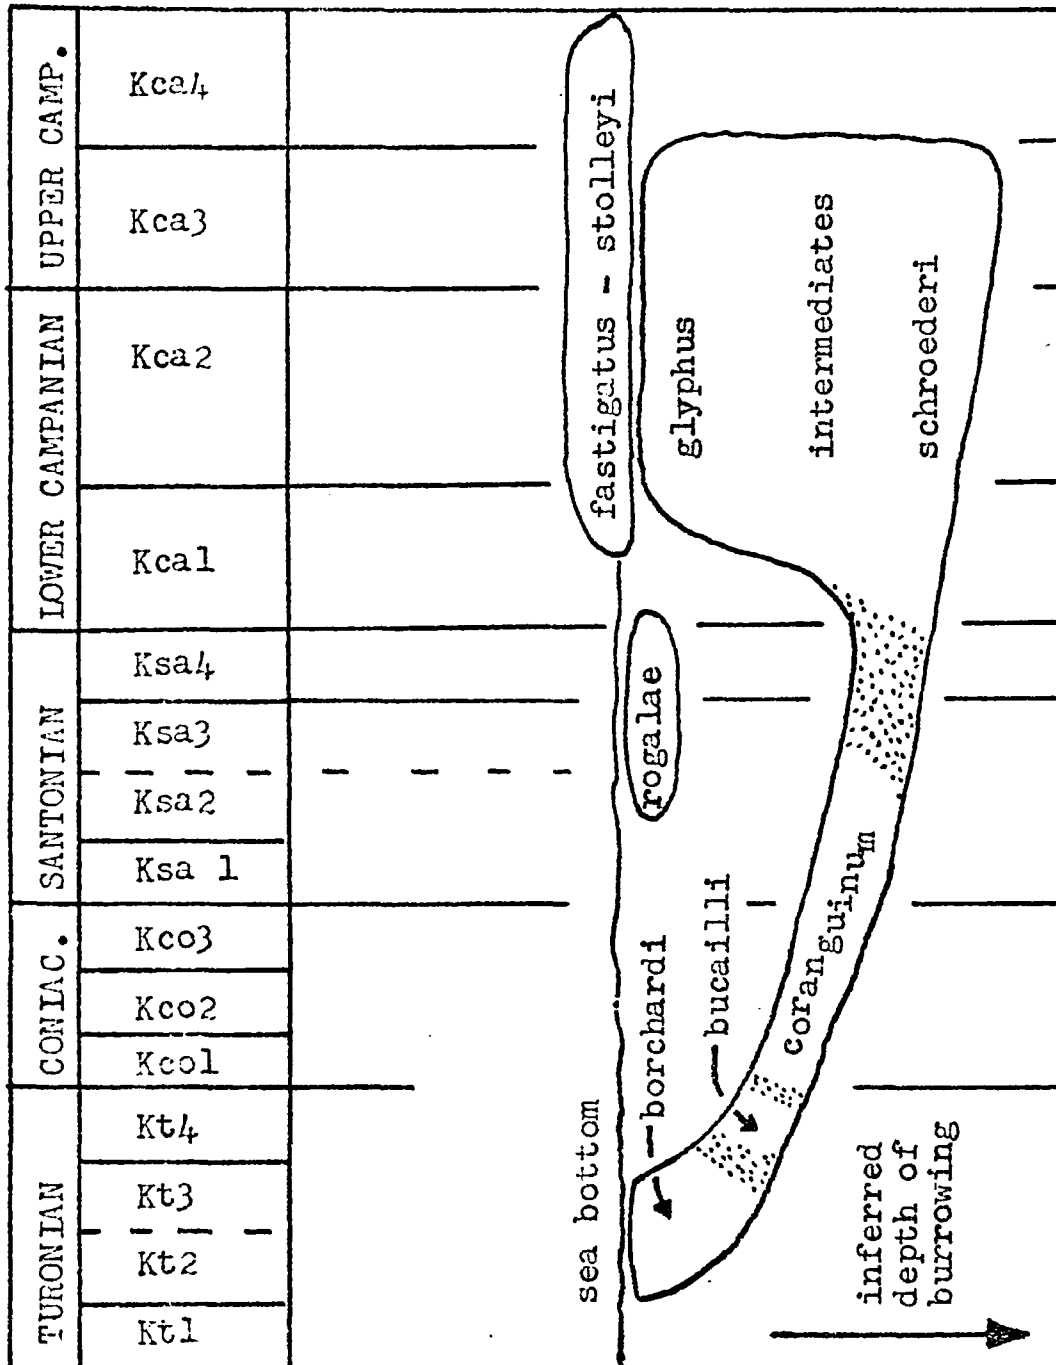 UPPER CAMP.
LOWER CAMPANIAN
SANTONIAN
CONIAC.
TURONIAN
Kca4
Kca3
Kca2
Kca1
Ksa4
Ksa3
Ksa2
Ksa 1
Kco3
Kco2
Kco1
Kt4
Kt3
Kt2
Kt1
fastigatus - stolleyi
glyphus
intermediates
schroederi
rogalae
coranguinum
bucailli
borchardi
sea bottom
inferred
depth of
burrowing